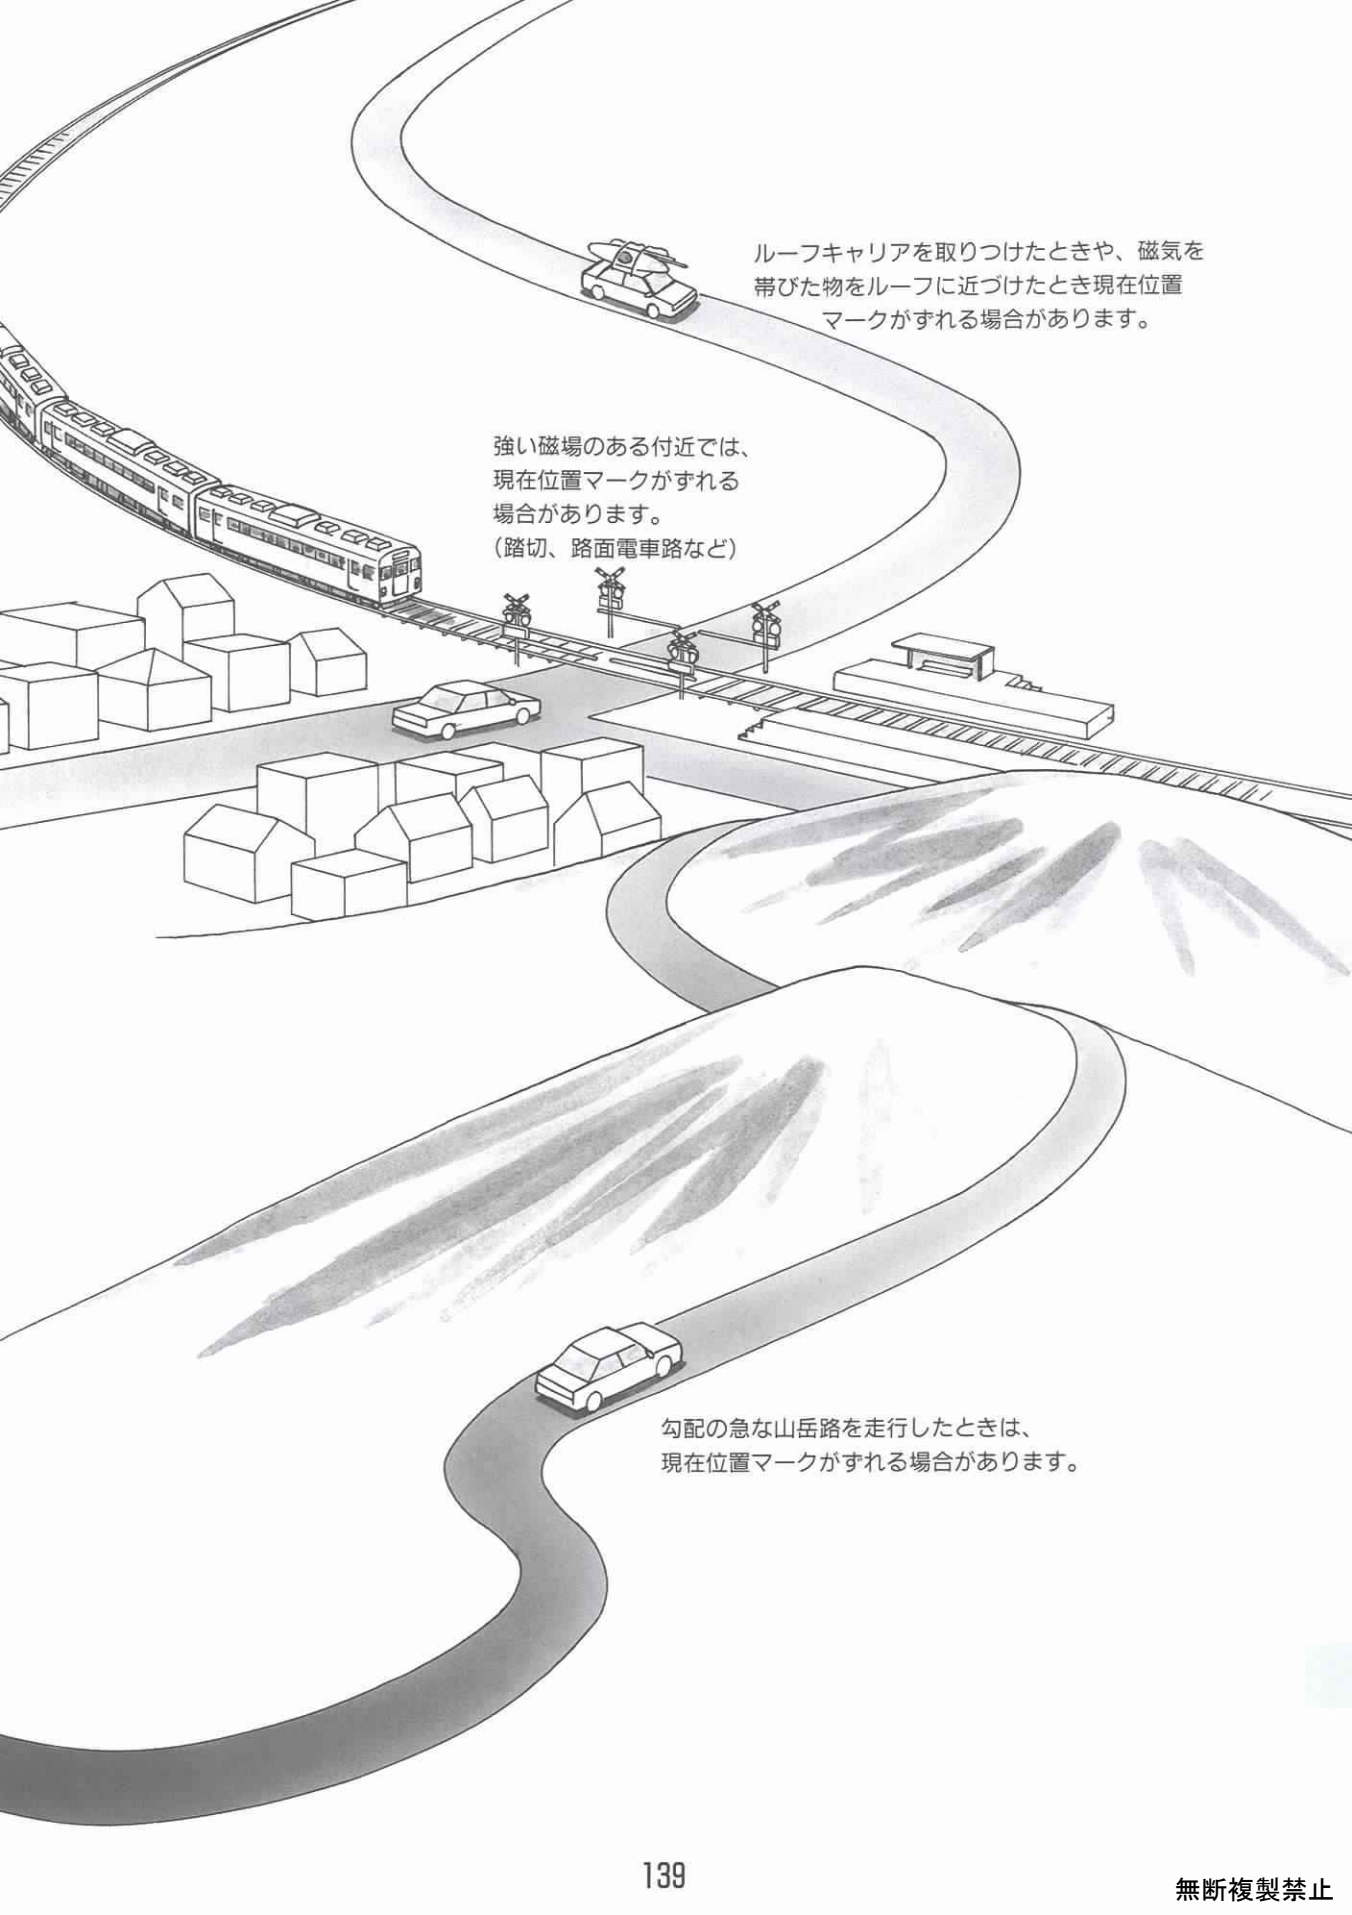 ルーフキャリアを取りつけたときや、磁気を
帯びた物をルーフに近づけたとき現在位置
マークがずれる場合があります。
強い磁場のある付近では、
現在位置マークがずれる
場合があります。
（踏切、路面電車路など）
勾配の急な山岳路を走行したときは、
現在位置マークがずれる場合があります。
139
無断複製禁止